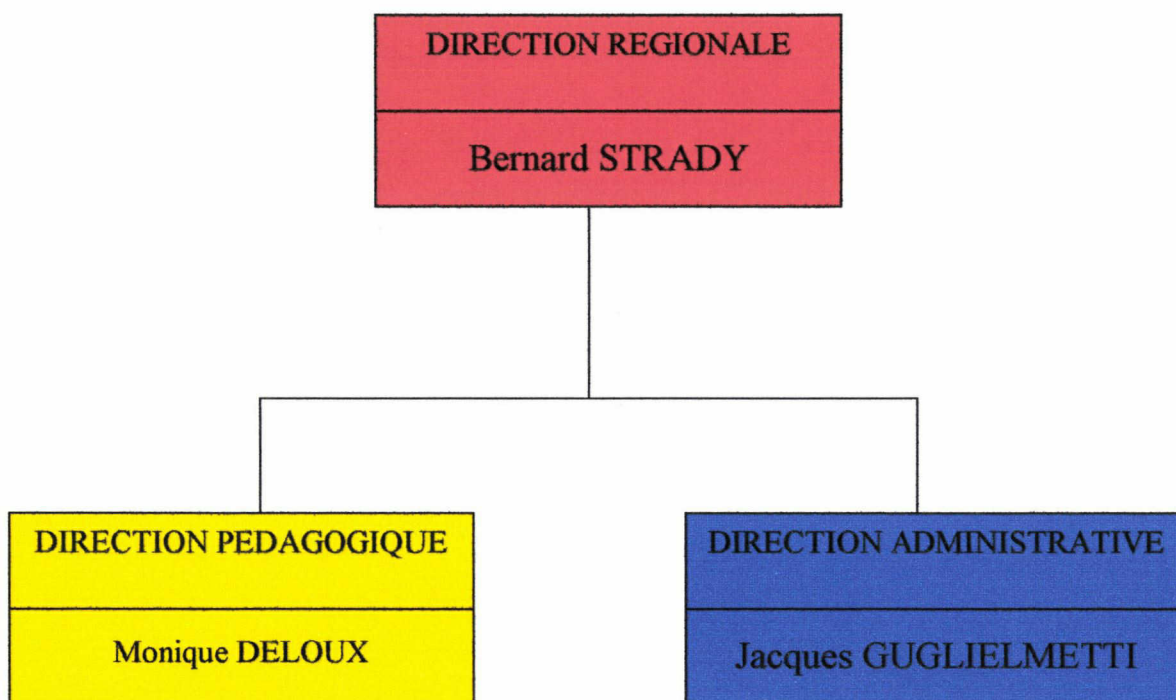 DIRECTION REGIONALE
Bernard STRADY
DIRECTION PEDAGOGIQUE
Monique DELOUX
DIRECTION ADMINISTRATIVE
Jacques GUGLIELMETTI